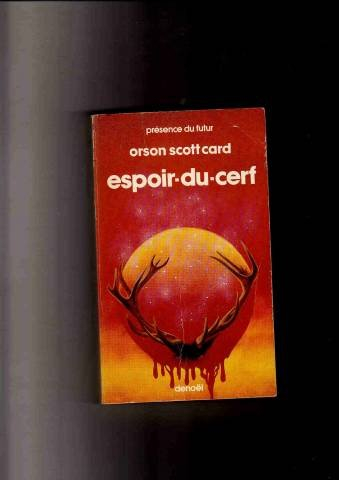 présence du futur
orson scott card
espoir-du-cerf
denoël